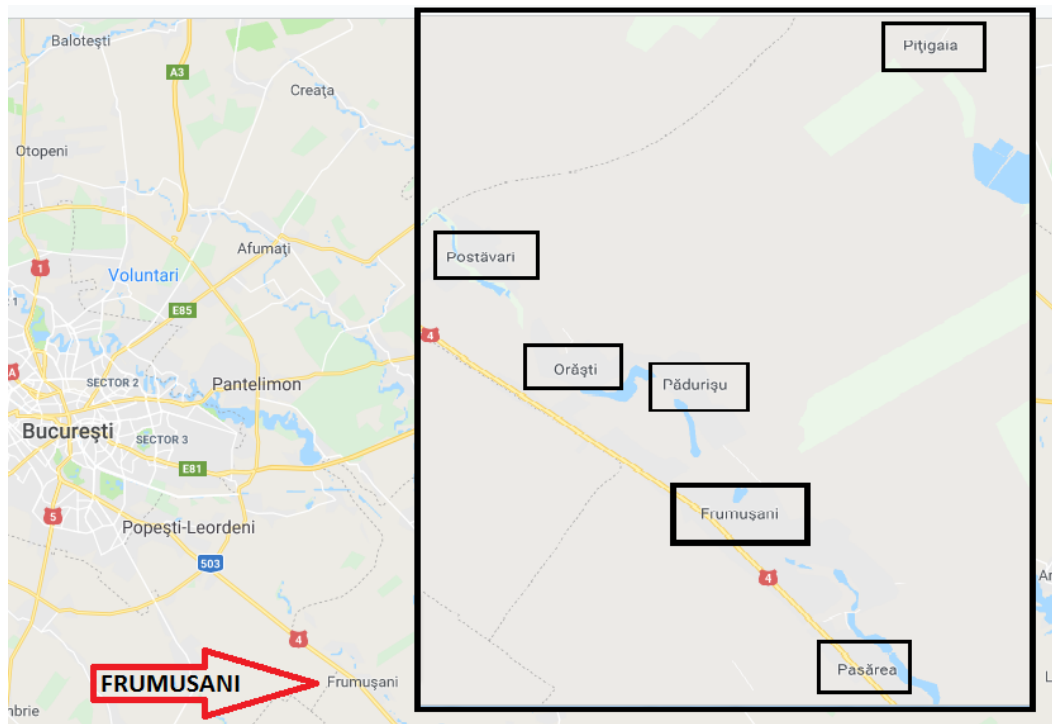 Balotești
A3
Creața
Otopeni
Afumați
1
Voluntari
E85
SECTOR 2
Pantelimon
A
București
SECTOR 3
E81
5
Popești-Leordeni
503
4
FRUMUSANI
Frumușani
mbrie
Pițigaia
Postăvari
4
Orăști
Pădurișu
Frumușani
4
Pasărea